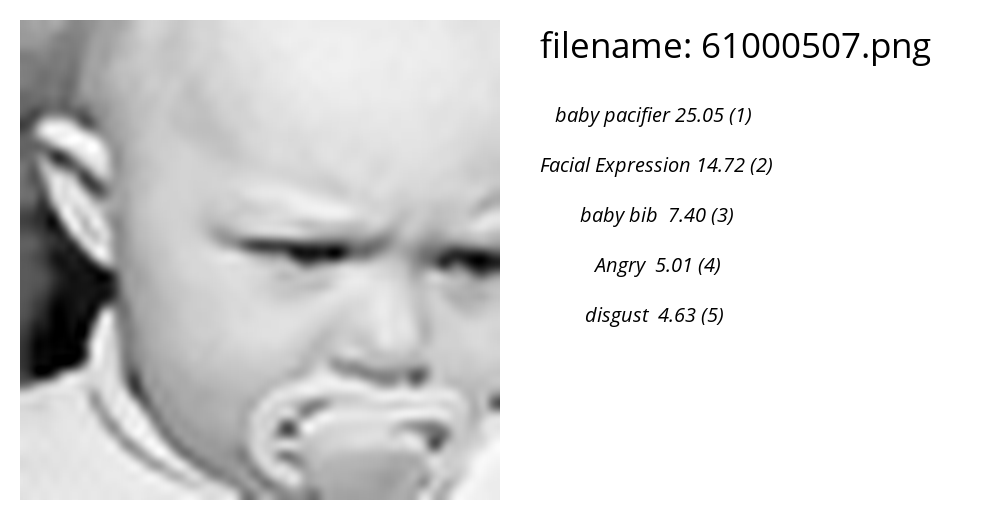 filename: 61000507.png
baby pacifier 25.05 (1)
Facial Expression 14.72 (2)
baby bib 7.40 (3)
Angry 5.01 (4)
disgust 4.63 (5)